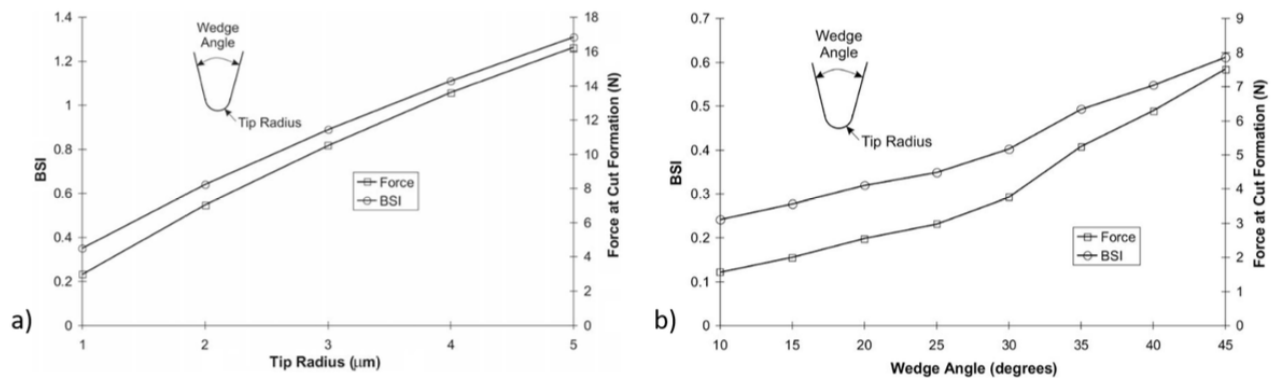 1.4
1.2
1
0.8
0.6
0.4
0.2
0
BSI
18
16
14
12
10
8
6
4
2
0
Force at Cut Formation (N)
Wedge
Angle
Tip Radius
Force
BSI
1 2 3 4 5
Tip Radius (μm)
a)
0.7
0.6
0.5
0.4
0.3
0.2
0.1
0
BSI
9
8
7
6
5
4
3
2
1
0
Force at Cut Formation (N)
Wedge
Angle
Tip Radius
Force
BSI
10 15 20 25 30 35 40 45
Wedge Angle (degrees)
b)